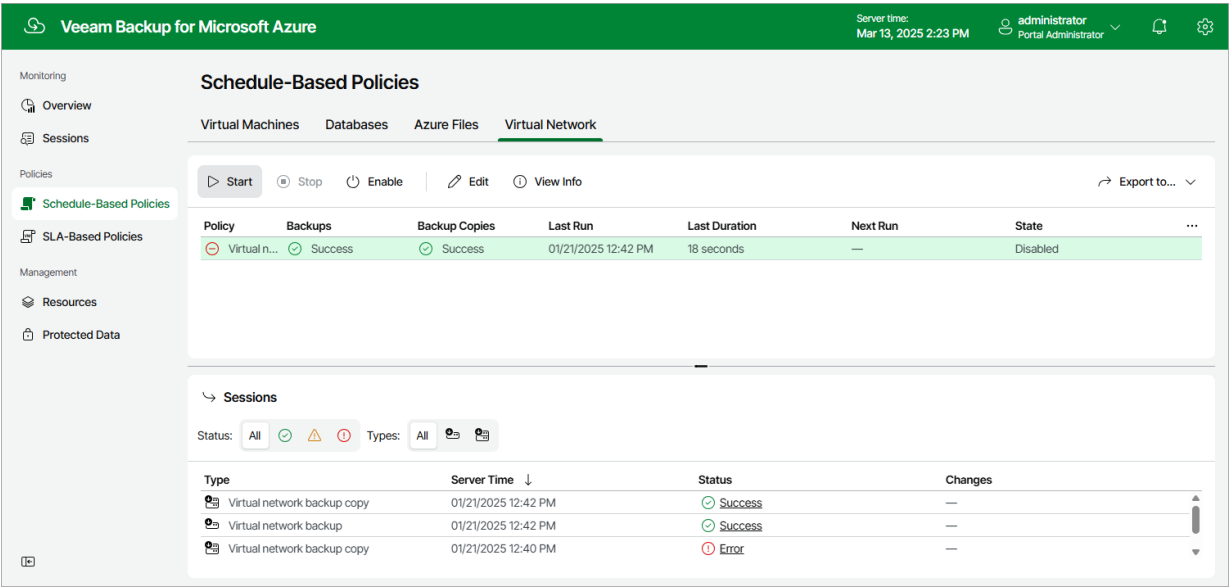 Veeam Backup for Microsoft Azure
Server time:
Mar 13, 2025 2:23 PM
administrator
Portal Administrator
Monitoring
Overview
Sessions
Policies
Schedule-Based Policies
SLA-Based Policies
Management
Resources
Protected Data
Schedule-Based Policies
Virtual Machines Databases Azure Files Virtual Network
Start Stop Enable Edit View Info Export to...
Policy Backups Backup Copies Last Run Last Duration Next Run State ...
Virtual n... Success Success 01/21/2025 12:42 PM 18 seconds — Disabled
Sessions
Status: All Types: All
Type Server Time Status Changes
Virtual network backup copy 01/21/2025 12:42 PM Success —
Virtual network backup 01/21/2025 12:42 PM Success —
Virtual network backup copy 01/21/2025 12:40 PM Error —